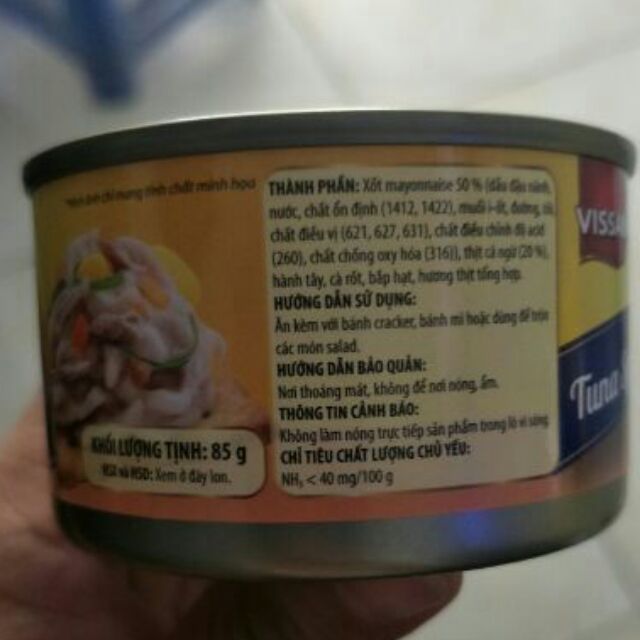 *Hình ảnh chỉ mang tính chất minh họa
THÀNH PHẦN: Xốt mayonnaise 50 % (dầu đậu nành,
nước, chất ổn định (1412, 1422), muối i-ốt, đường,
chất điều vị (621, 627, 631), chất điều chỉnh độ acid
(260), chất chống oxy hóa (316)), thịt cá ngừ (20 %),
hành tây, cà rốt, bắp hạt, hương thịt tổng hợp.
HƯỚNG DẪN SỬ DỤNG:
Ăn kèm với bánh cracker, bánh mì hoặc dùng để trộn
các món salad.
HƯỚNG DẪN BẢO QUẢN:
Nơi thoáng mát, không để nơi nóng, ẩm.
THÔNG TIN CẢNH BÁO:
Không làm nóng trực tiếp sản phẩm trong lò vi sóng
CHỈ TIÊU CHẤT LƯỢNG CHỦ YẾU:
NH₃ < 40 mg/100 g
KHỐI LƯỢNG TỊNH: 85 g
NSX và HSD: Xem ở đáy lon.
VISSA
Tuna